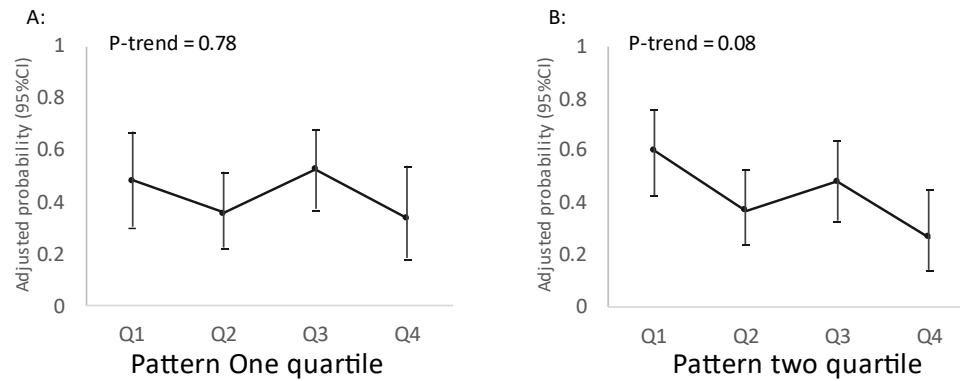 A:
P-trend = 0.78
Adjusted probability (95%CI)
1
0.8
0.6
0.4
0.2
0
Q1 Q2 Q3 Q4
Pattern One quartile
B:
P-trend = 0.08
Adjusted probability (95%CI)
1
0.8
0.6
0.4
0.2
0
Q1 Q2 Q3 Q4
Pattern two quartile